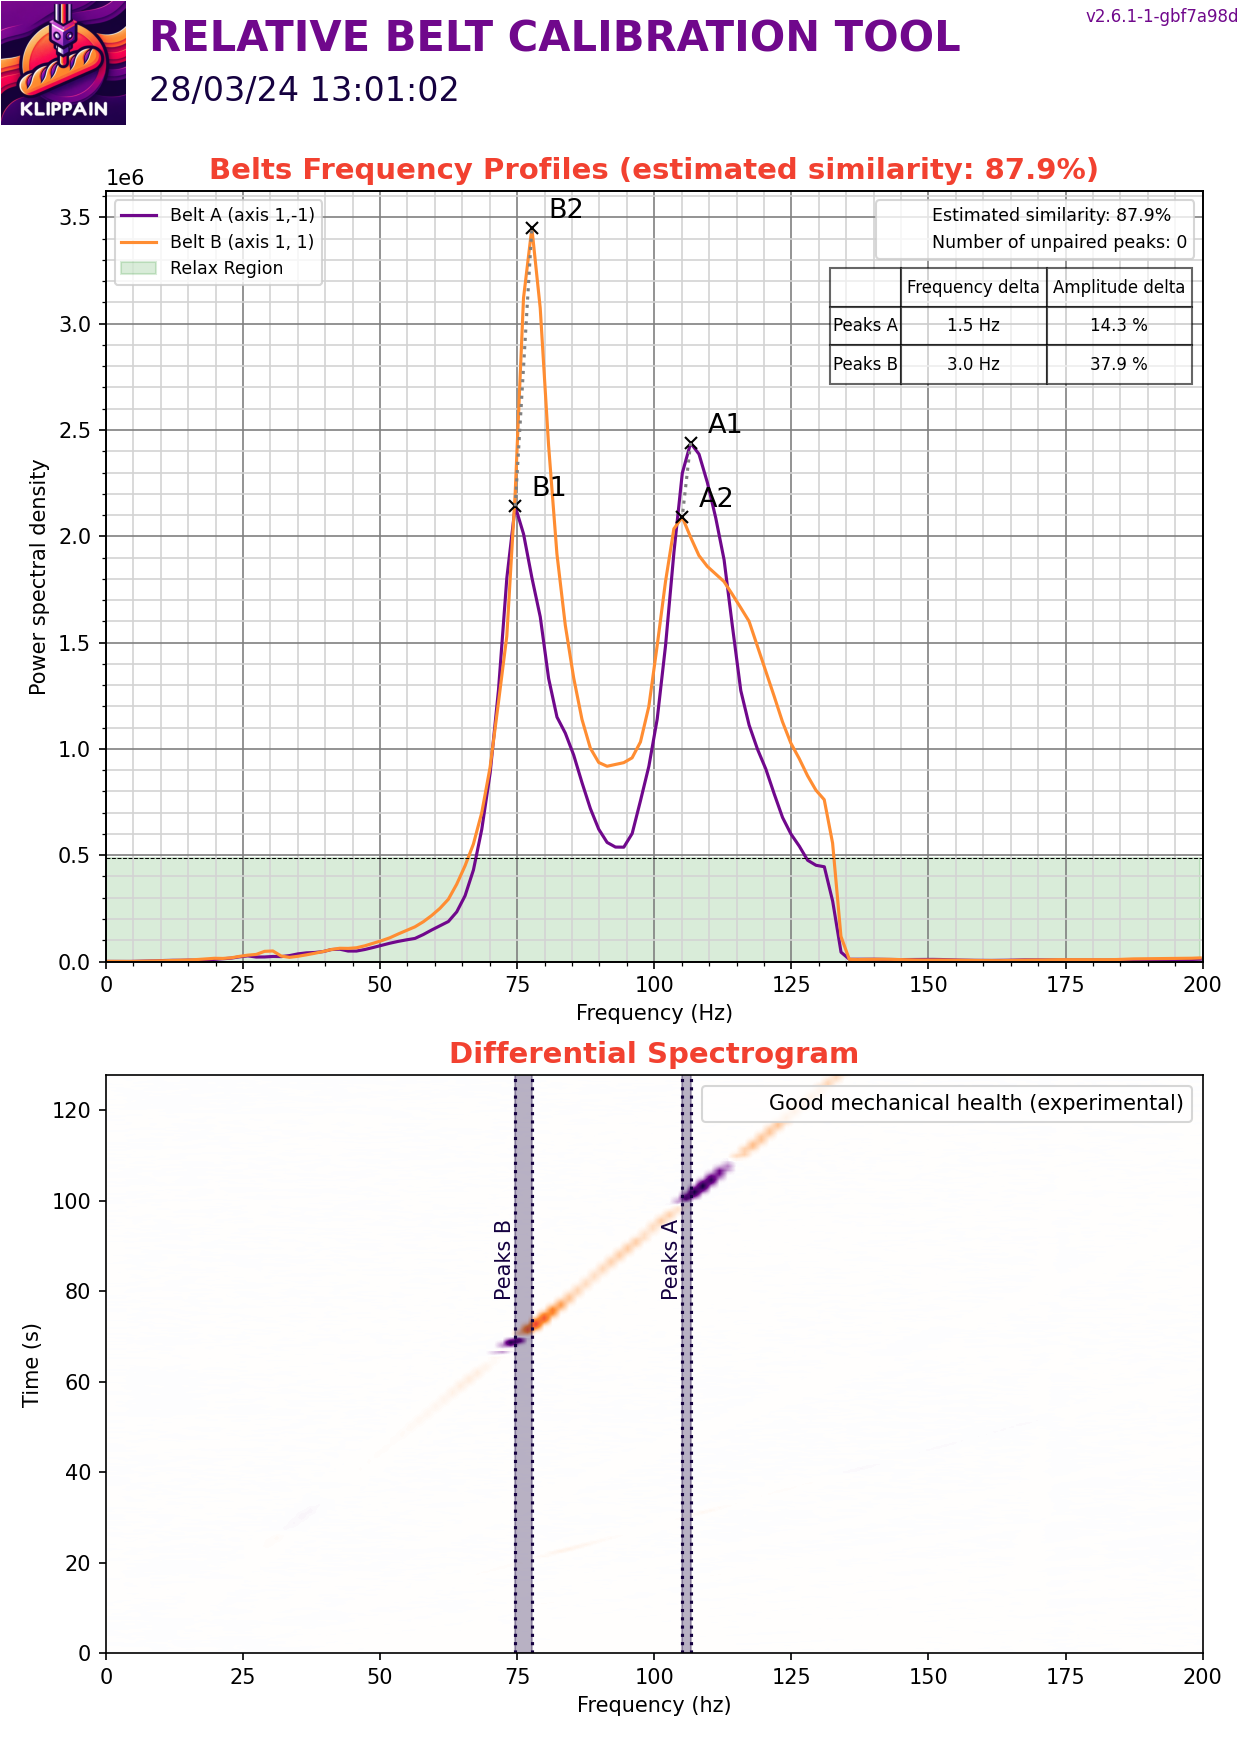 KLIPPAIN
RELATIVE BELT CALIBRATION TOOL
28/03/24 13:01:02
v2.6.1-1-gbf7a98d
Belts Frequency Profiles (estimated similarity: 87.9%)
1e6
Belt A (axis 1,-1)
Belt B (axis 1, 1)
Relax Region
Estimated similarity: 87.9%
Number of unpaired peaks: 0
Frequency delta Amplitude delta
Peaks A 1.5 Hz 14.3 %
Peaks B 3.0 Hz 37.9 %
B2
A1
B1
A2
3.5
3.0
2.5
2.0
1.5
1.0
0.5
0.0
Power spectral density
0 25 50 75 100 125 150 175 200
Frequency (Hz)
Differential Spectrogram
Good mechanical health (experimental)
Peaks B
Peaks A
120
100
80
60
40
20
0
Time (s)
0 25 50 75 100 125 150 175 200
Frequency (hz)